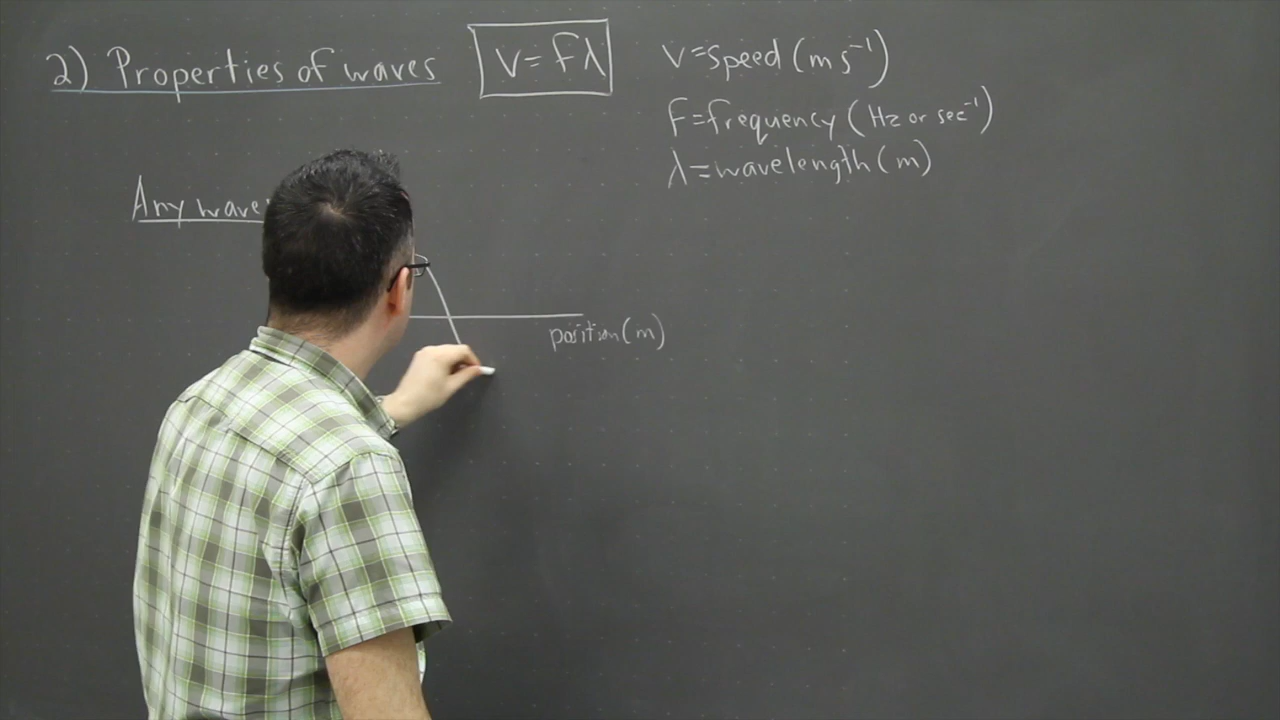 2) Properties of waves
v=fλ
v=speed (m s⁻¹)
f=frequency (Hz or sec⁻¹)
λ=wavelength (m)
Any wave
position (m)